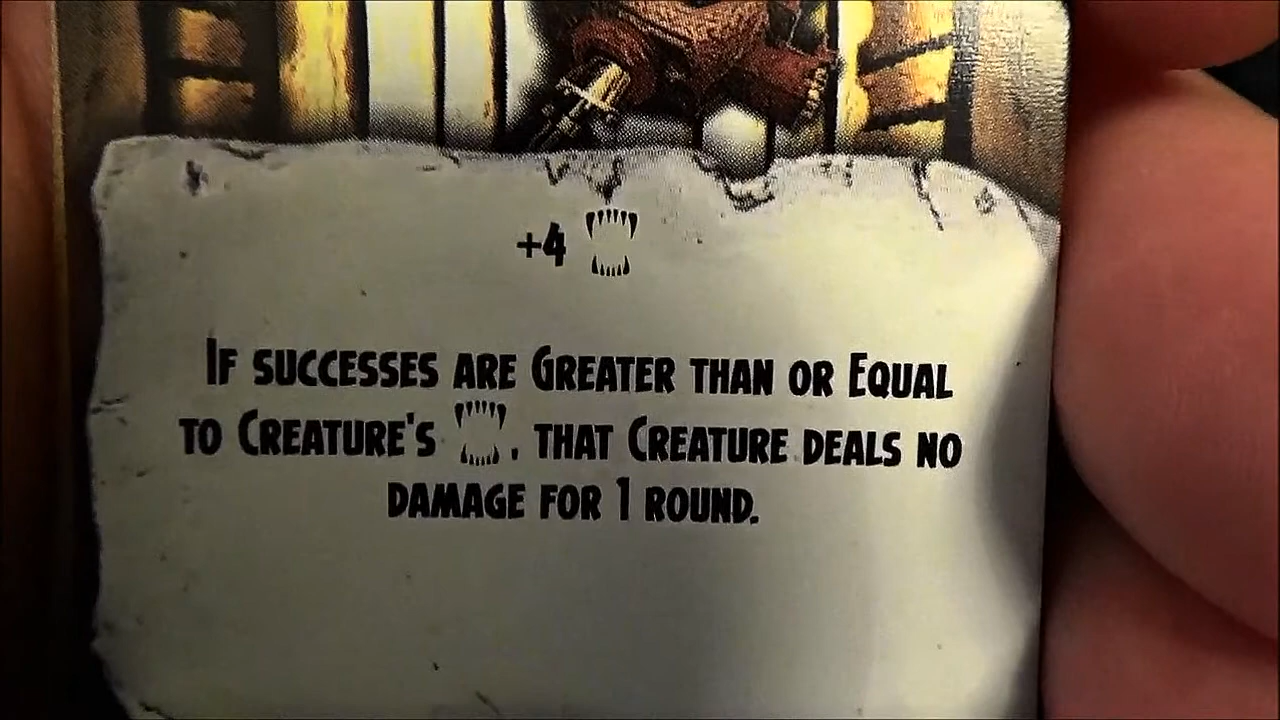 +4
If successes are Greater than or Equal
to Creature's , that Creature deals no
damage for 1 round.